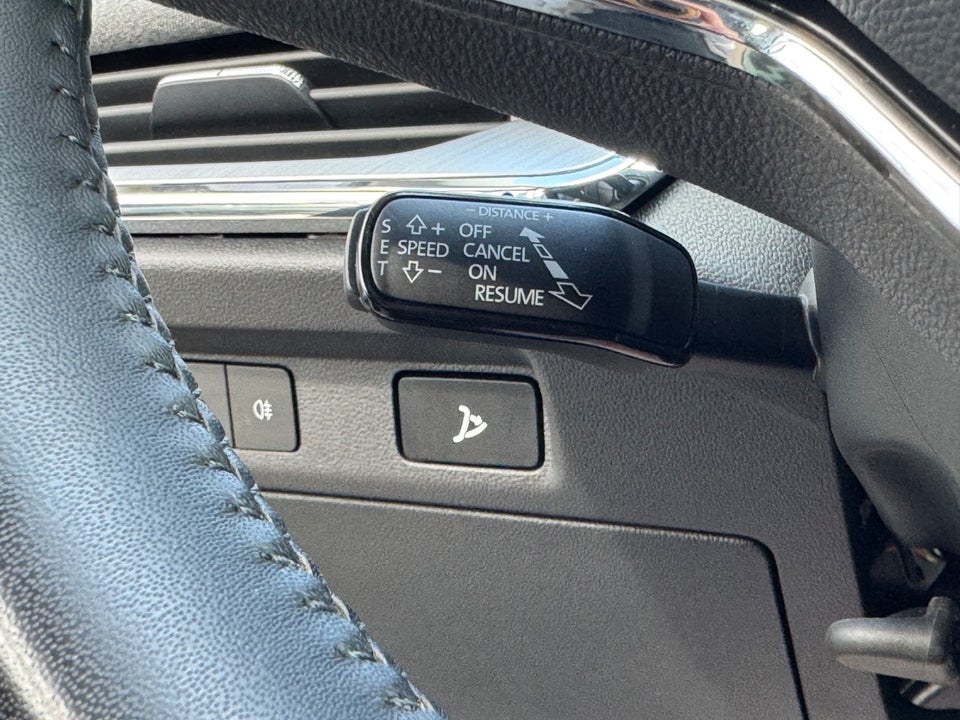 - DISTANCE +
S + OFF
E SPEED CANCEL
T - ON
RESUME